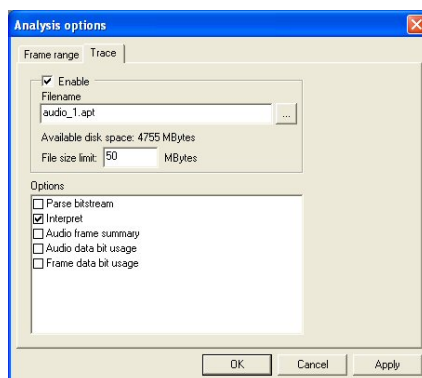 Analysis options
Frame range Trace
Enable
Filename
audio_1.apt ...
Available disk space: 4755 MBytes
File size limit: 50 MBytes
Options
Parse bitstream
Interpret
Audio frame summary
Audio data bit usage
Frame data bit usage
OK Cancel Apply